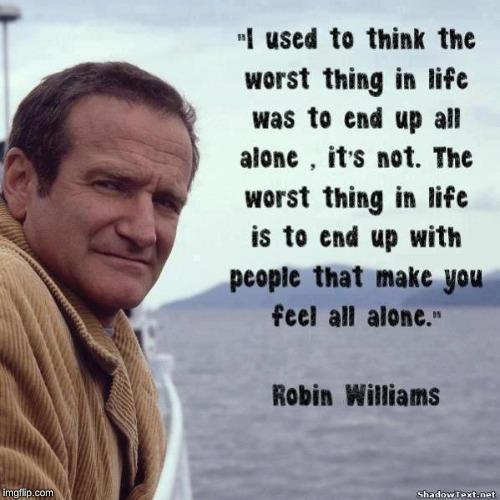 "I used to think the
worst thing in life
was to end up all
alone , it's not. The
worst thing in life
is to end up with
people that make you
feel all alone."
Robin Williams
imgflip.com
ShadowText.net